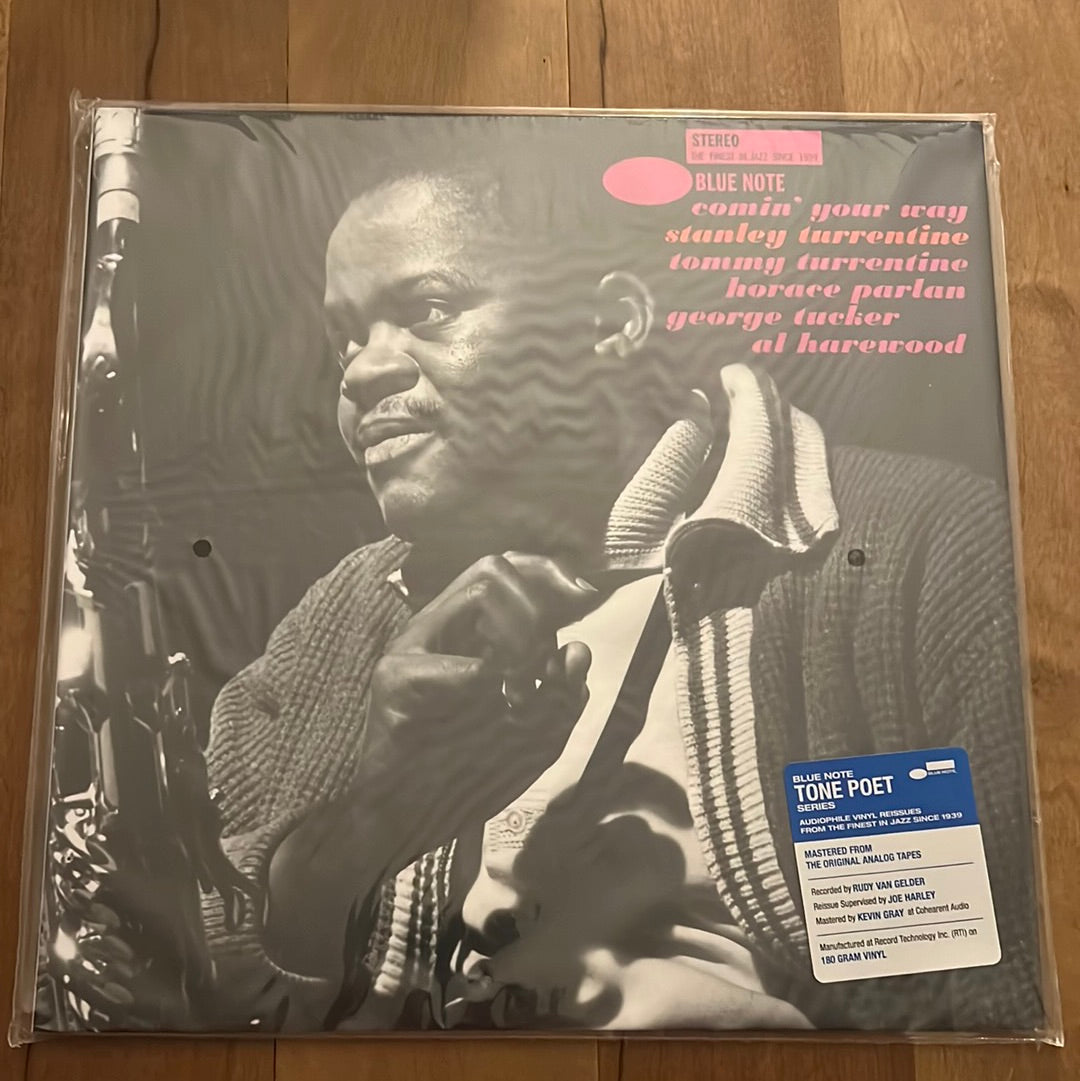 STEREO
THE FINEST IN JAZZ SINCE 1939
BLUE NOTE
comin' your way
stanley turrentine
tommy turrentine
horace parlan
george tucker
al harewood
BLUE NOTE
TONE POET
SERIES
BLUE NOTE
AUDIOPHILE VINYL REISSUES
FROM THE FINEST IN JAZZ SINCE 1939
MASTERED FROM
THE ORIGINAL ANALOG TAPES
Recorded by RUDY VAN GELDER
Reissue Supervised by JOE HARLEY
Mastered by KEVIN GRAY at Cohearent Audio
Manufactured at Record Technology Inc. (RTI) on
180 GRAM VINYL